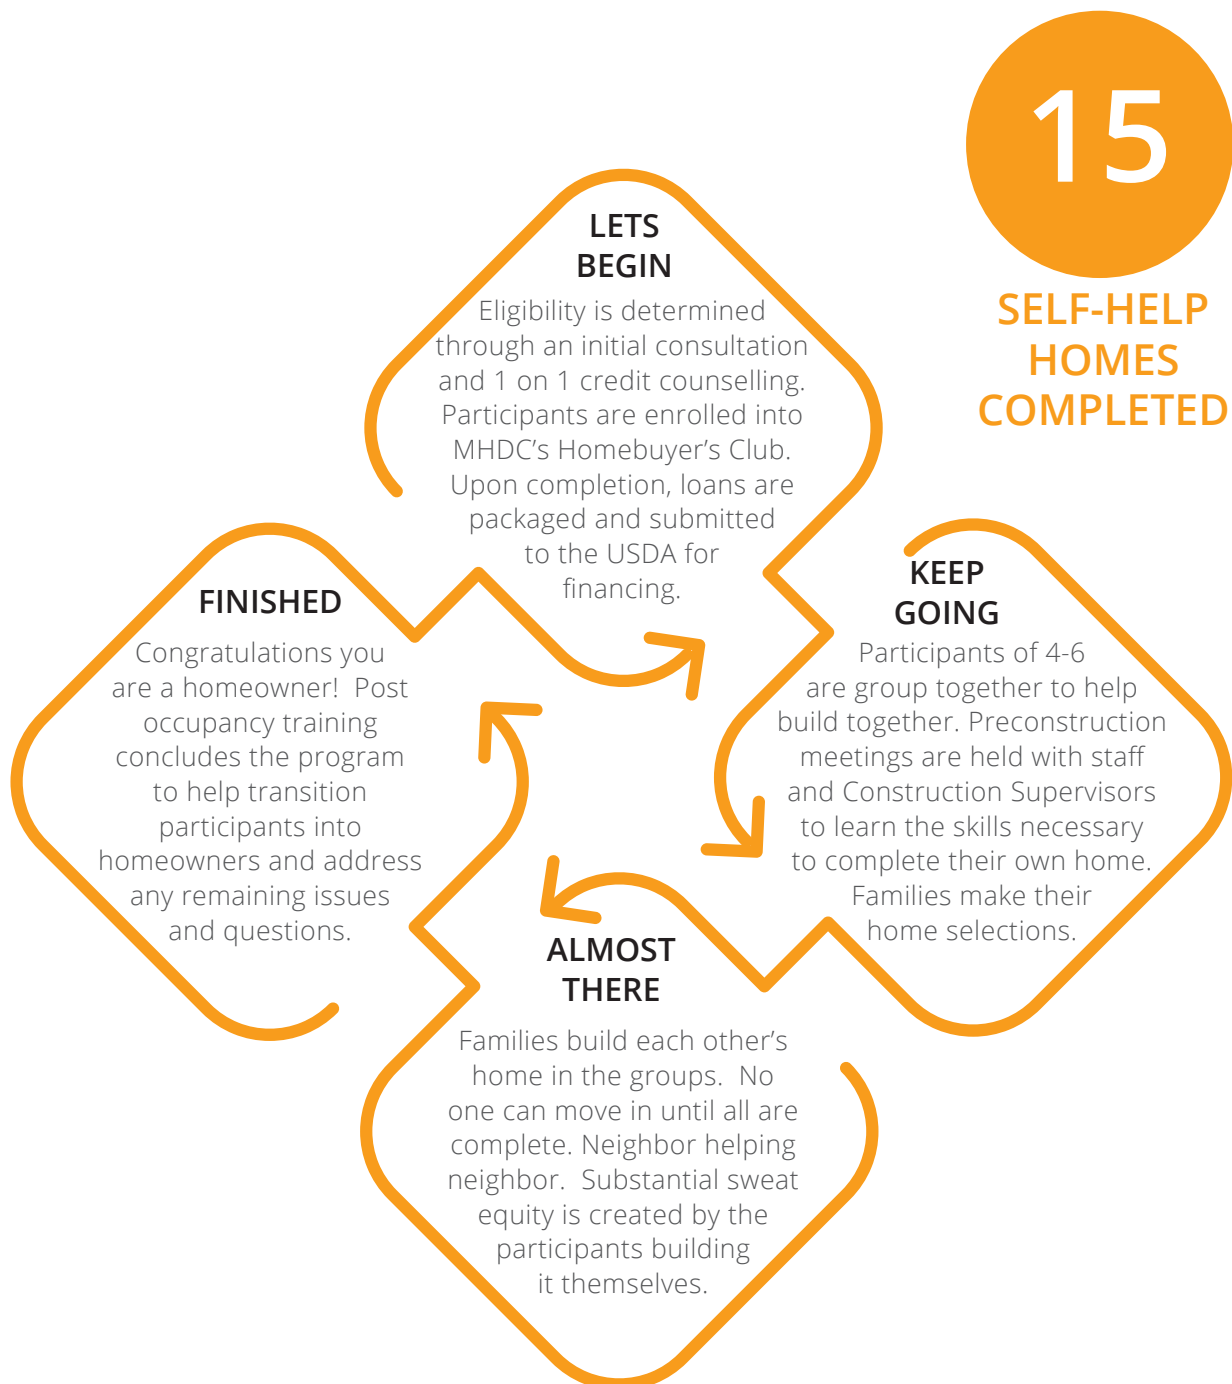 15
SELF-HELP
HOMES
COMPLETED
LETS
BEGIN
Eligibility is determined
through an initial consultation
and 1 on 1 credit counselling.
Participants are enrolled into
MHDC’s Homebuyer’s Club.
Upon completion, loans are
packaged and submitted
to the USDA for
financing.
KEEP
GOING
Participants of 4-6
are group together to help
build together. Preconstruction
meetings are held with staff
and Construction Supervisors
to learn the skills necessary
to complete their own home.
Families make their
home selections.
ALMOST
THERE
Families build each other’s
home in the groups.  No
one can move in until all are
complete. Neighbor helping
neighbor.  Substantial sweat
equity is created by the
participants building
it themselves.
FINISHED
Congratulations you
are a homeowner!  Post
occupancy training
concludes the program
to help transition
participants into
homeowners and address
any remaining issues
and questions.